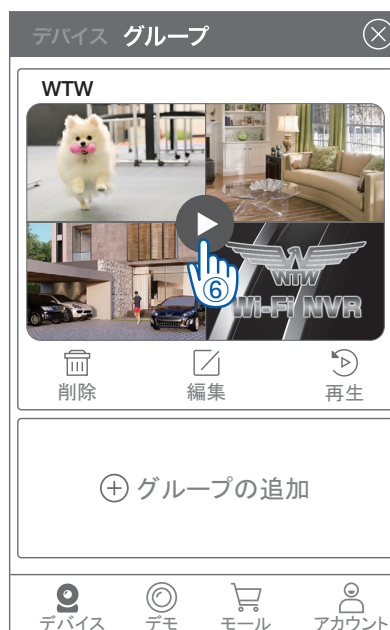 デバイス グループ
WTW
WTW
Wi-Fi NVR
⑥
削除 編集 再生
グループの追加
デバイス デモ モール アカウント